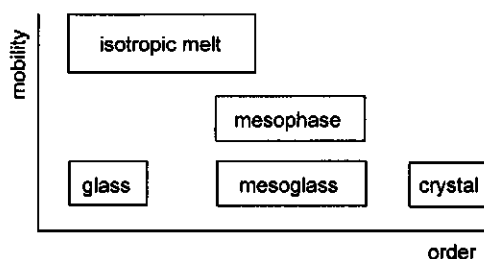 mobility
isotropic melt
mesophase
glass
mesoglass
crystal
order